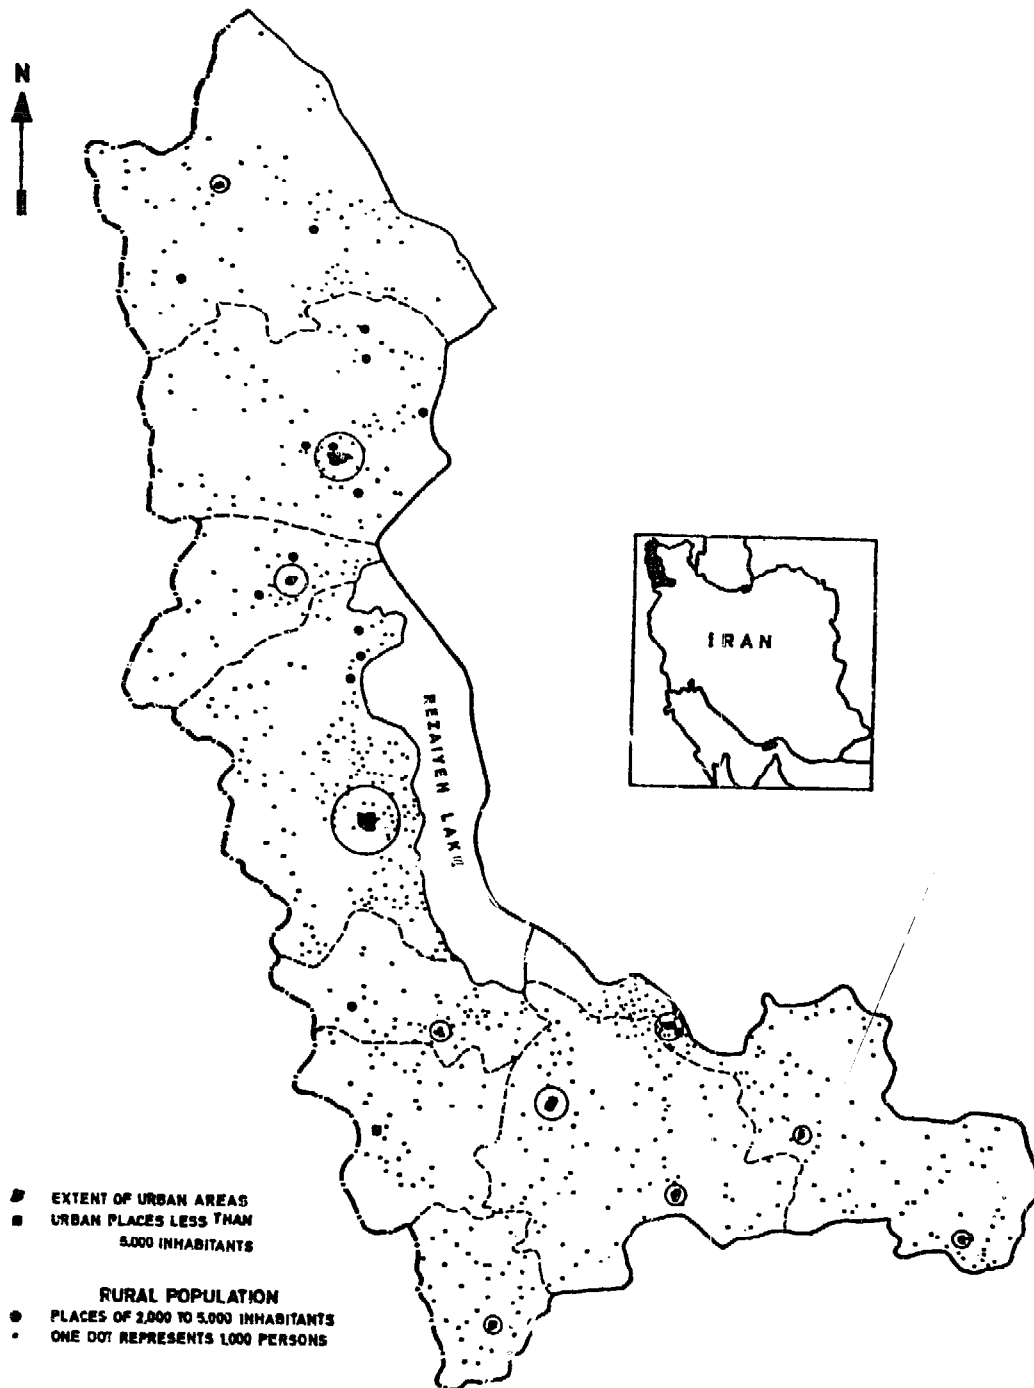 N
IRAN
REZAIYEH LAKE
EXTENT OF URBAN AREAS
URBAN PLACES LESS THAN
5.000 INHABITANTS
RURAL POPULATION
PLACES OF 2,000 TO 5.000 INHABITANTS
ONE DOT REPRESENTS 1,000 PERSONS